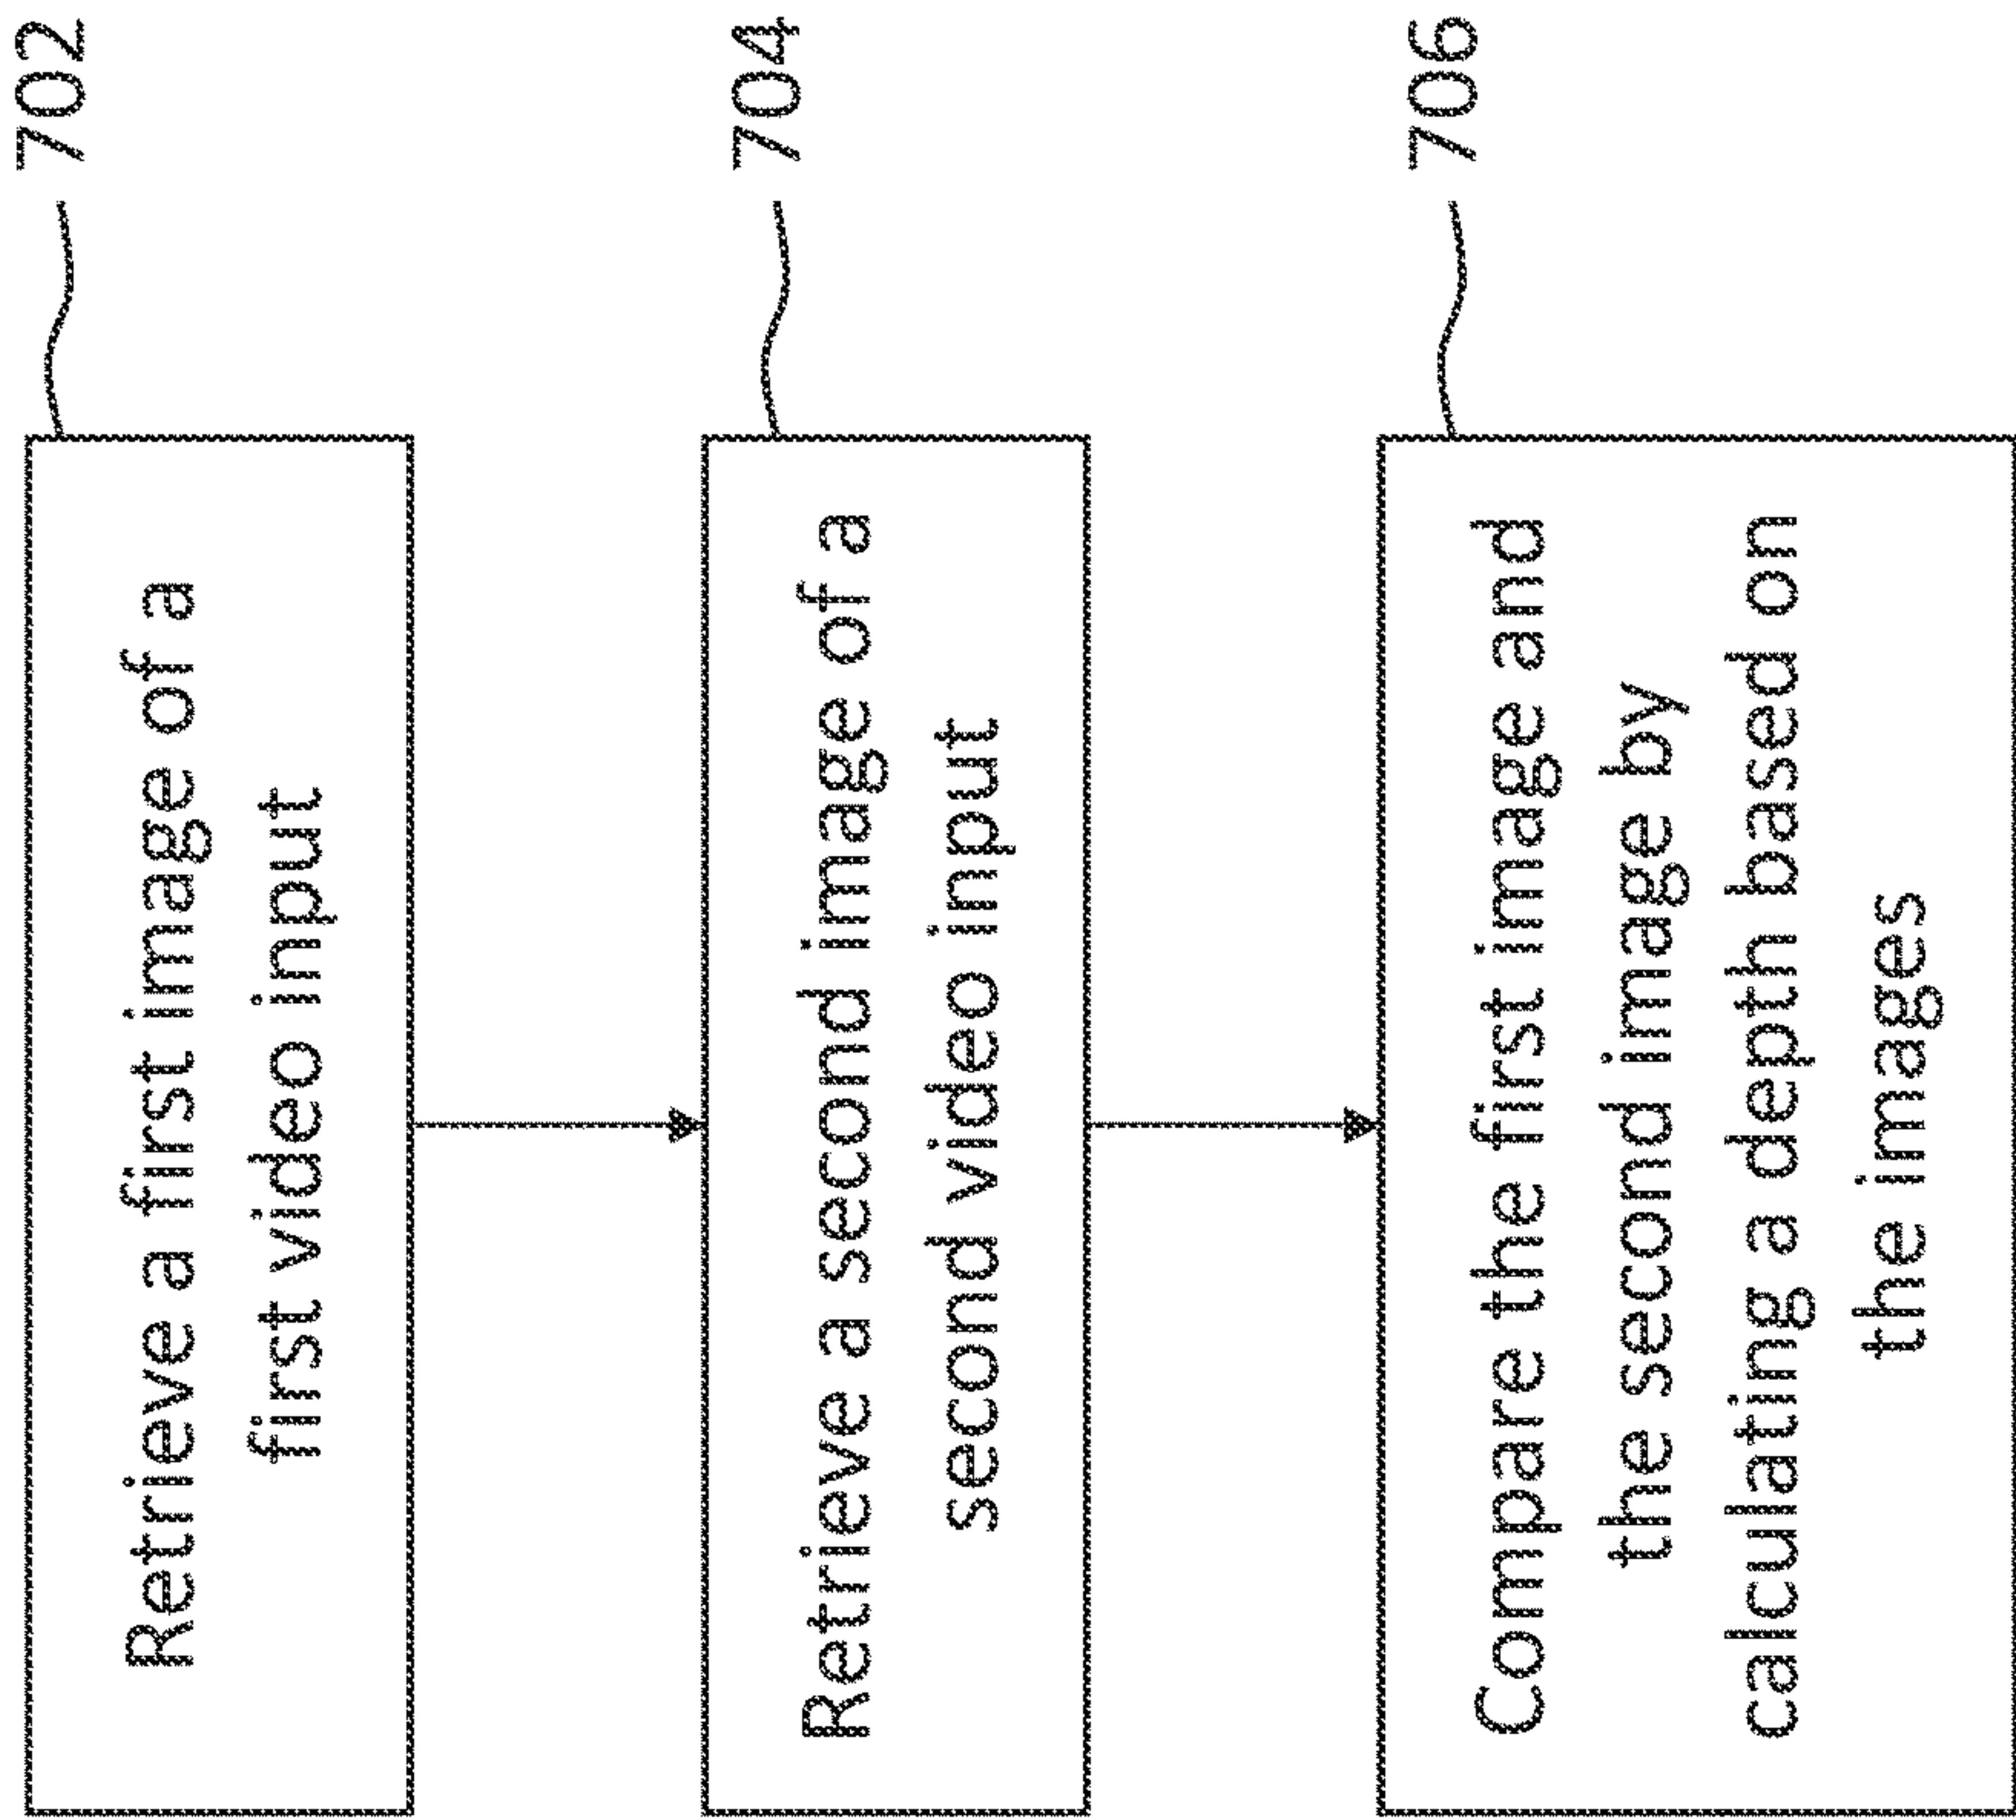 702
Retrieve a first image of a
first video input
704
Retrieve a second image of a
second video input
706
Compare the first image and
the second image by
calculating a depth based on
the images